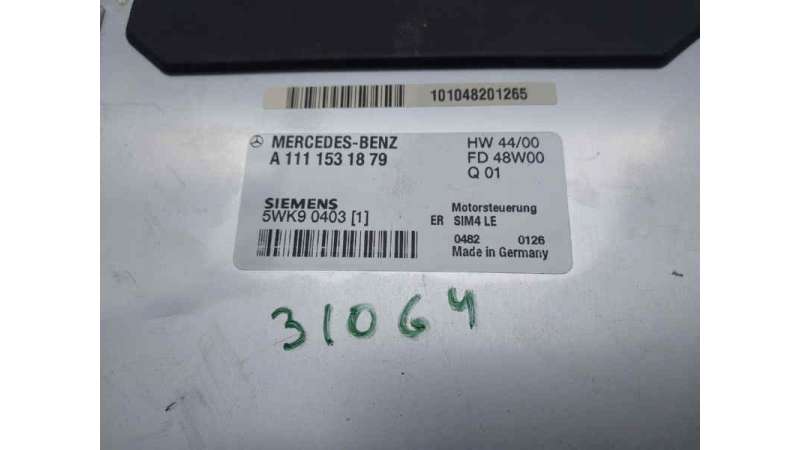 101048201265
MERCEDES-BENZ HW 44/00
A 111 153 18 79 FD 48W00
Q 01
SIEMENS Motorsteuerung
5WK9 0403 [1] ER SIM4 LE
0482 0126
Made in Germany
31064